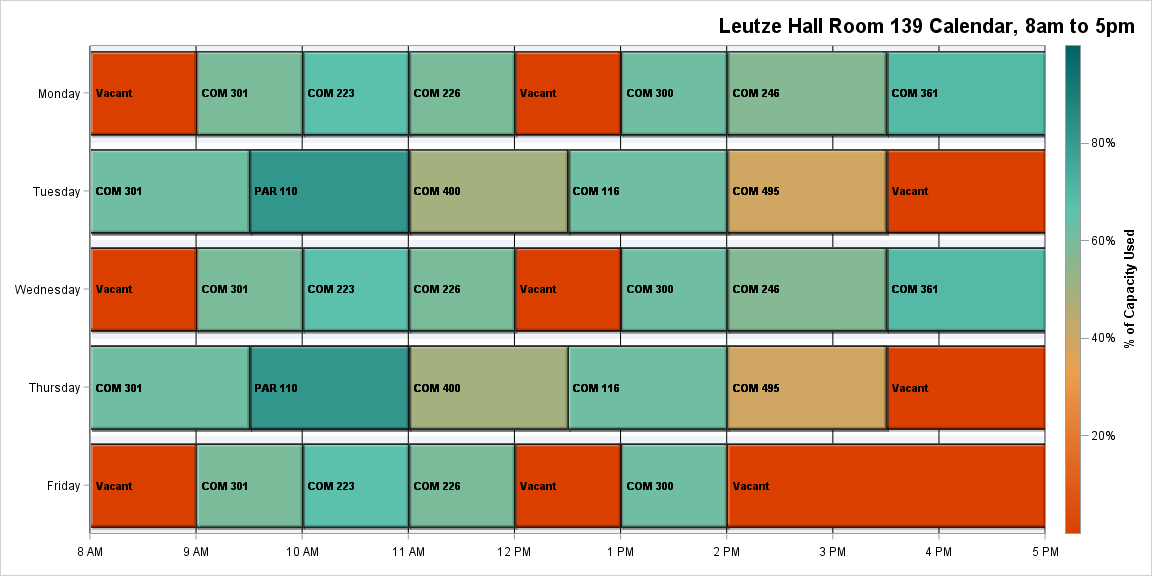 Leutze Hall Room 139 Calendar, 8am to 5pm
Monday
Vacant
COM 301
COM 223
COM 226
Vacant
COM 300
COM 246
COM 361
Tuesday
COM 301
PAR 110
COM 400
COM 116
COM 495
Vacant
Wednesday
Vacant
COM 301
COM 223
COM 226
Vacant
COM 300
COM 246
COM 361
Thursday
COM 301
PAR 110
COM 400
COM 116
COM 495
Vacant
Friday
Vacant
COM 301
COM 223
COM 226
Vacant
COM 300
Vacant
8 AM
9 AM
10 AM
11 AM
12 PM
1 PM
2 PM
3 PM
4 PM
5 PM
80%
60%
40%
20%
% of Capacity Used